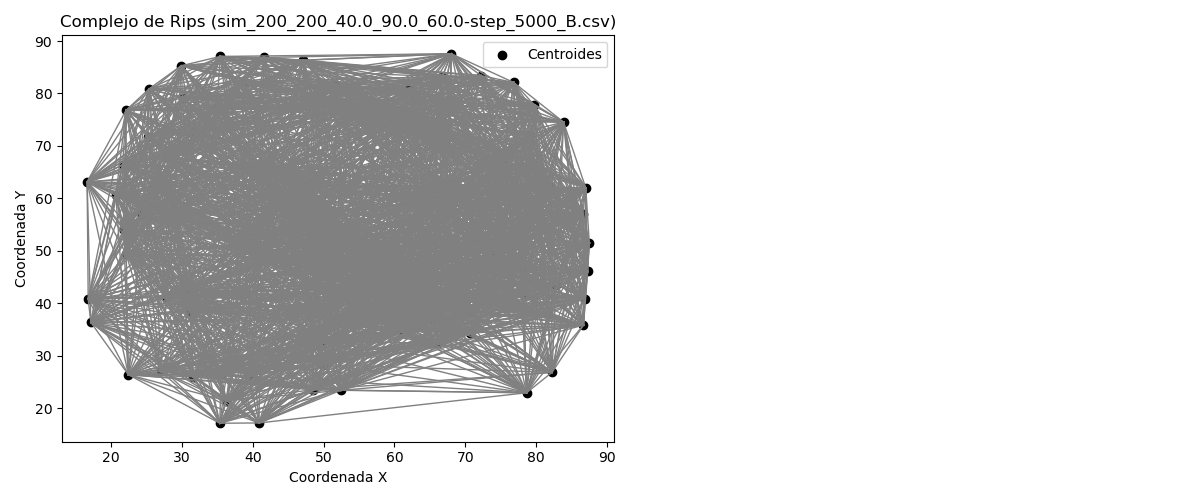 Complejo de Rips (sim_200_200_40.0_90.0_60.0-step_5000_B.csv)
Centroides
90
80
70
60
50
40
30
20
Coordenada Y
20 30 40 50 60 70 80 90
Coordenada X